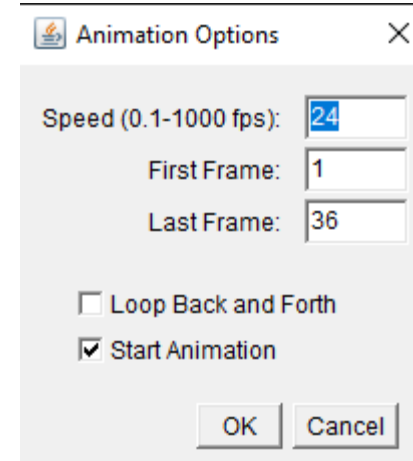 Animation Options
Speed (0.1-1000 fps): 24
First Frame: 1
Last Frame: 36
Loop Back and Forth
Start Animation
OK Cancel